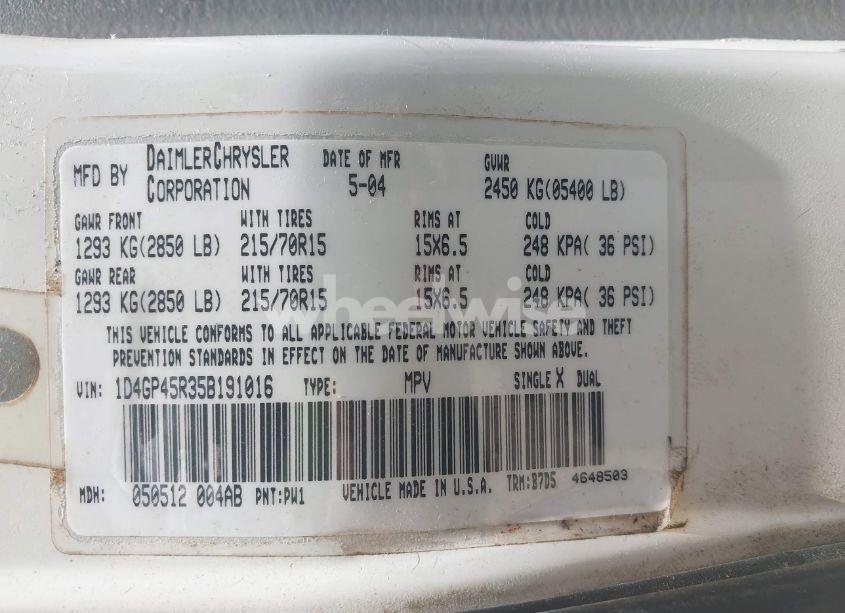 MFD BY DAIMLERCHRYSLER CORPORATION DATE OF MFR 5-04 GVWR 2450 KG(05400 LB)
GAWR FRONT WITH TIRES RIMS AT COLD
1293 KG(2850 LB) 215/70R15 15X6.5 248 KPA( 36 PSI)
GAWR REAR WITH TIRES RIMS AT COLD
1293 KG(2850 LB) 215/70R15 15X6.5 248 KPA( 36 PSI)
wheelwise
THIS VEHICLE CONFORMS TO ALL APPLICABLE FEDERAL MOTOR VEHICLE SAFETY AND THEFT
PREVENTION STANDARDS IN EFFECT ON THE DATE OF MANUFACTURE SHOWN ABOVE.
VIN: 1D4GP45R35B191016 TYPE: MPV SINGLE X DUAL
MDH: 050512 004AB PNT:PW1 VEHICLE MADE IN U.S.A. TRM:B7D5 4648503